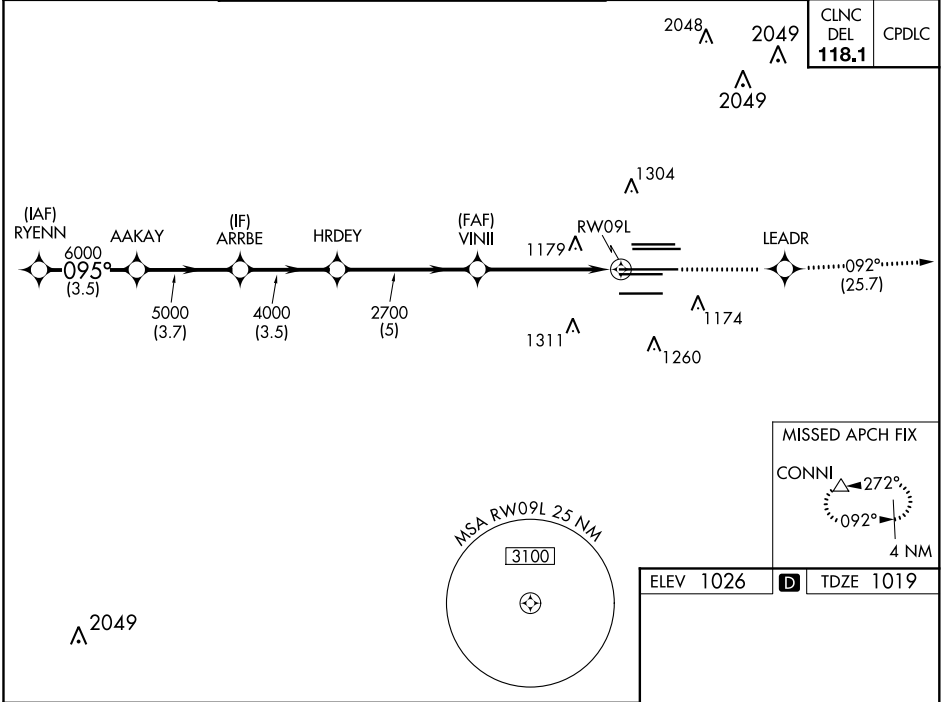 CLNC
DEL
118.1
CPDLC
2048
2049
2049
1304
(IAF)
RYENN
AAKAY
(IF)
ARRBE
HRDEY
(FAF)
VINII
1179
RW09L
LEADR
6000
095°
(3.5)
092°
(25.7)
5000
(3.7)
4000
(3.5)
2700
(5)
1311
1174
1260
MISSED APCH FIX
CONNI
272°
092°
4 NM
MSA RW09L 25 NM
3100
ELEV 1026
D
TDZE 1019
2049